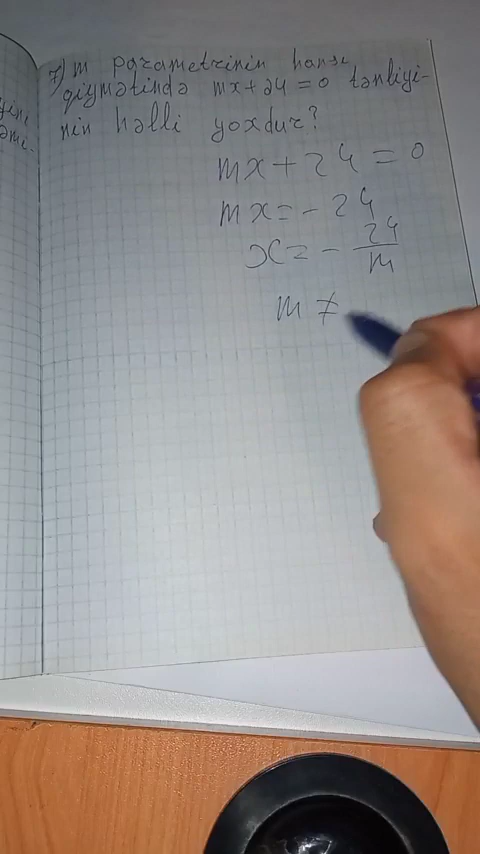 7) m parametrinin hansı
qiymətində mx+24=0 tənliyi-
nin həlli yoxdur?
mx+24=0
mx=-24
x=-24/m
m≠